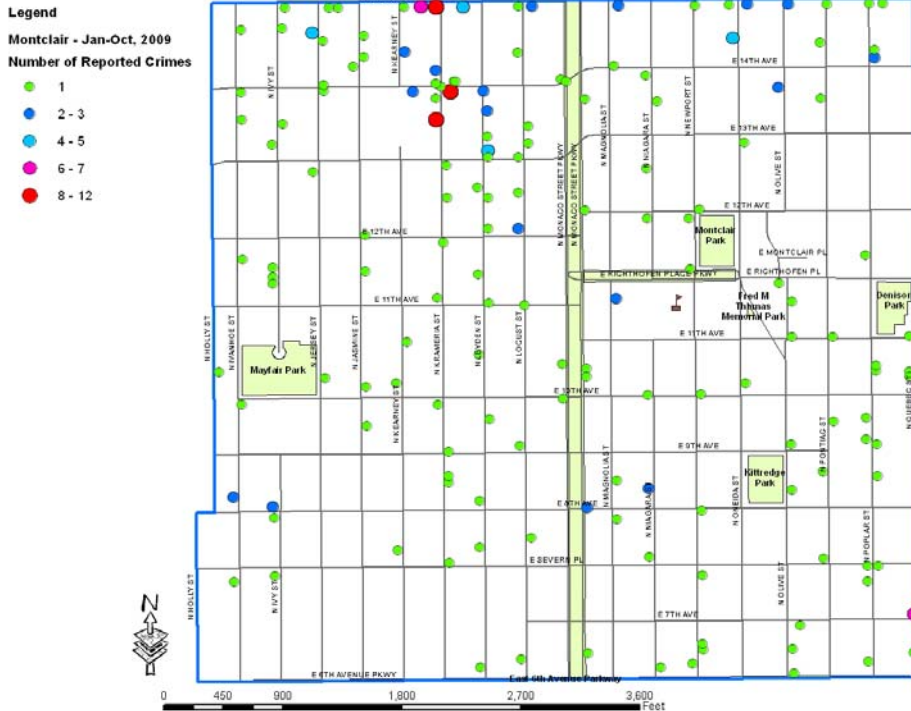 Legend
Montclair - Jan-Oct, 2009
Number of Reported Crimes
1
2 - 3
4 - 5
6 - 7
8 - 12
N KEARNEY ST
E 14TH AVE
N IVY ST
N MAGNOLIA ST
N NIAGARA ST
N NEWPORT ST
E 13TH AVE
N MONACO STREET PKWY
N MONACO STREET PKWY
N OLIVE ST
E 12TH AVE
E 12TH AVE
Montclair
Park
E MONTCLAIR PL
E RICHTHOFEN PLACE PKWY
E RICHTHOFEN PL
E 11TH AVE
Fred M
Thomas
Memorial Park
Denison
Park
N HOLLY ST
N IVANHOE ST
N JERSEY ST
N JASMINE ST
N KRAMERIA ST
N LEYDEN ST
N LOCUST ST
E 11TH AVE
Mayfair Park
E 10TH AVE
N KEARNEY ST
N QUEBEC ST
N PONTIAC ST
E 9TH AVE
N MAGNOLIA ST
N NIAGARA ST
Kittredge
Park
N ONEIDA ST
E 8TH AVE
N POPLAR ST
E SEVERN PL
N HOLLY ST
N IVY ST
N OLIVE ST
E 7TH AVE
N
E 6TH AVENUE PKWY
East 6th Avenue Parkway
0 450 900 1,800 2,700 3,600
Feet